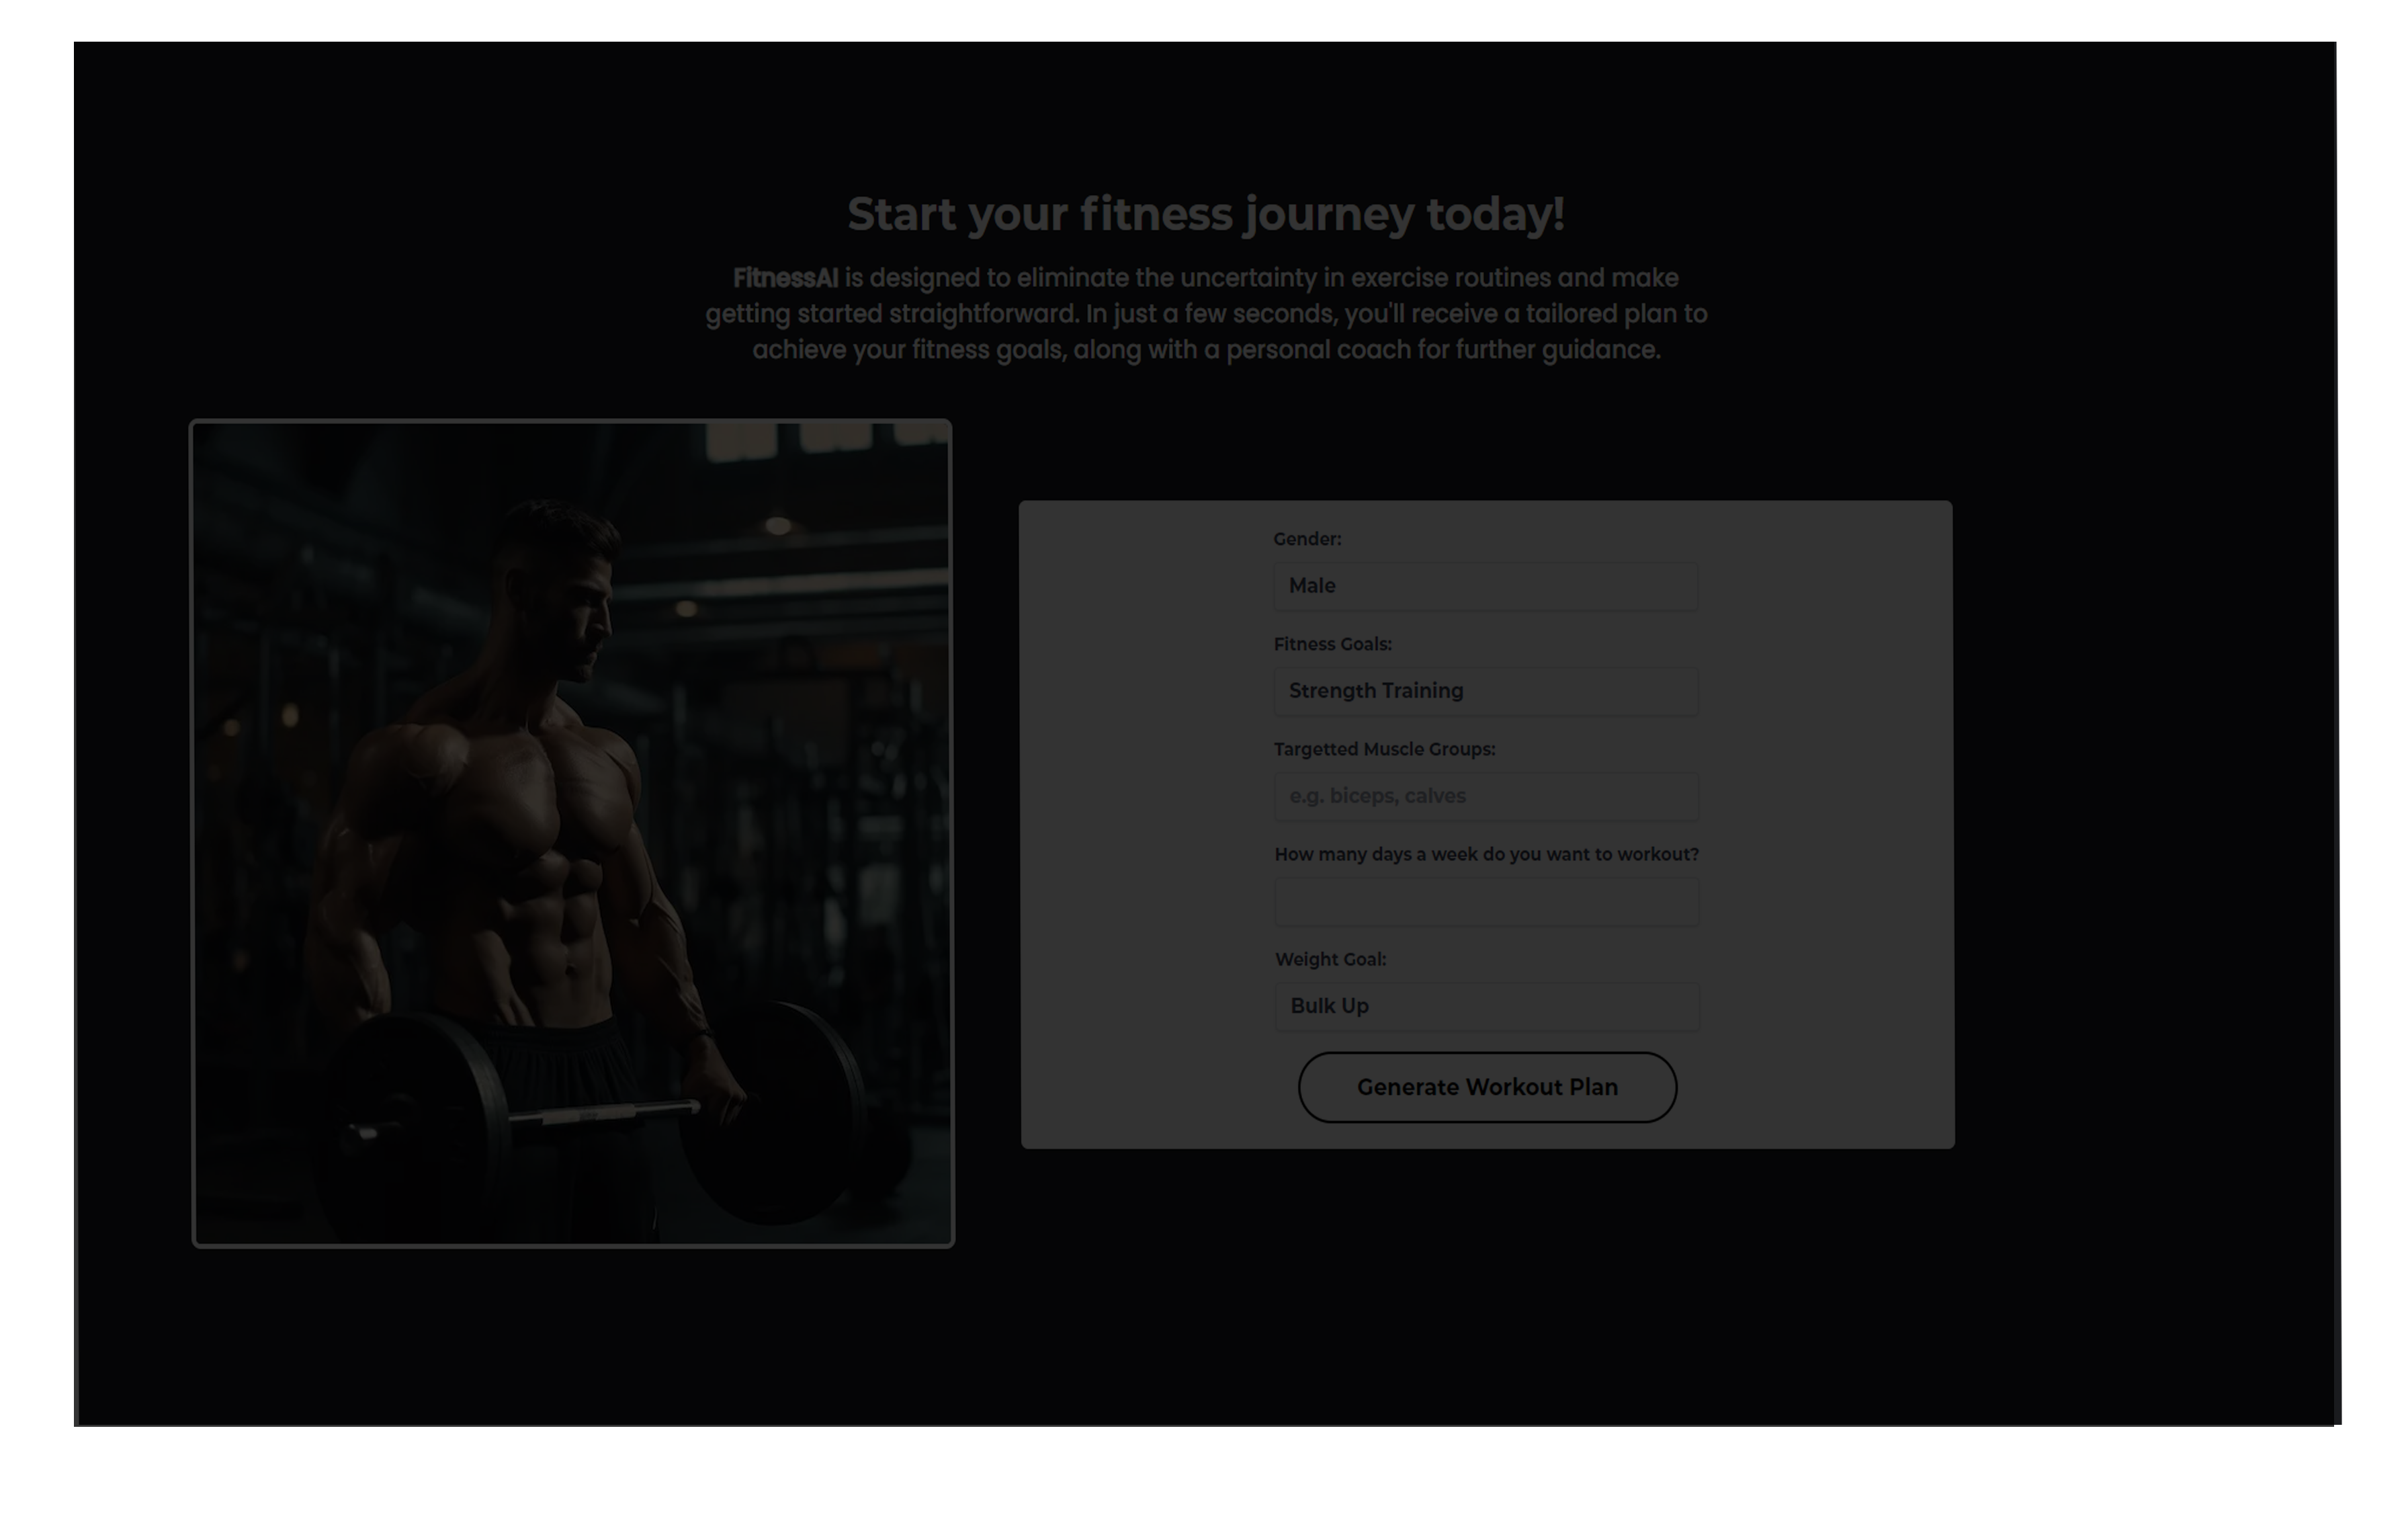 Start your fitness journey today!
FitnessAI is designed to eliminate the uncertainty in exercise routines and make
getting started straightforward. In just a few seconds, you'll receive a tailored plan to
achieve your fitness goals, along with a personal coach for further guidance.
Gender:
Male
Fitness Goals:
Strength Training
Targetted Muscle Groups:
e.g. biceps, calves
How many days a week do you want to workout?
Weight Goal:
Bulk Up
Generate Workout Plan